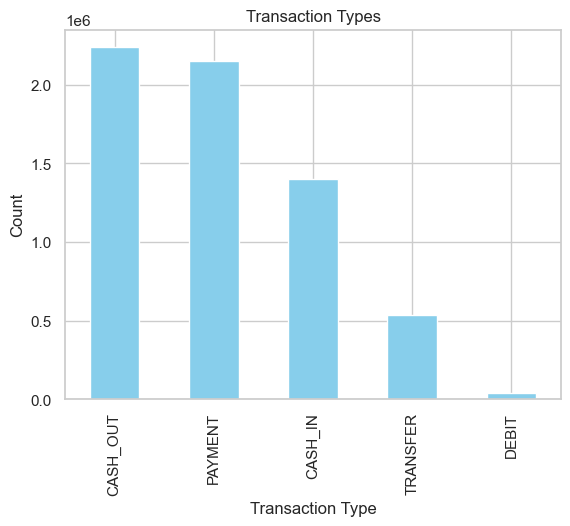 Transaction Types
1e6
2.0
1.5
1.0
0.5
0.0
Count
CASH_OUT
PAYMENT
CASH_IN
TRANSFER
DEBIT
Transaction Type